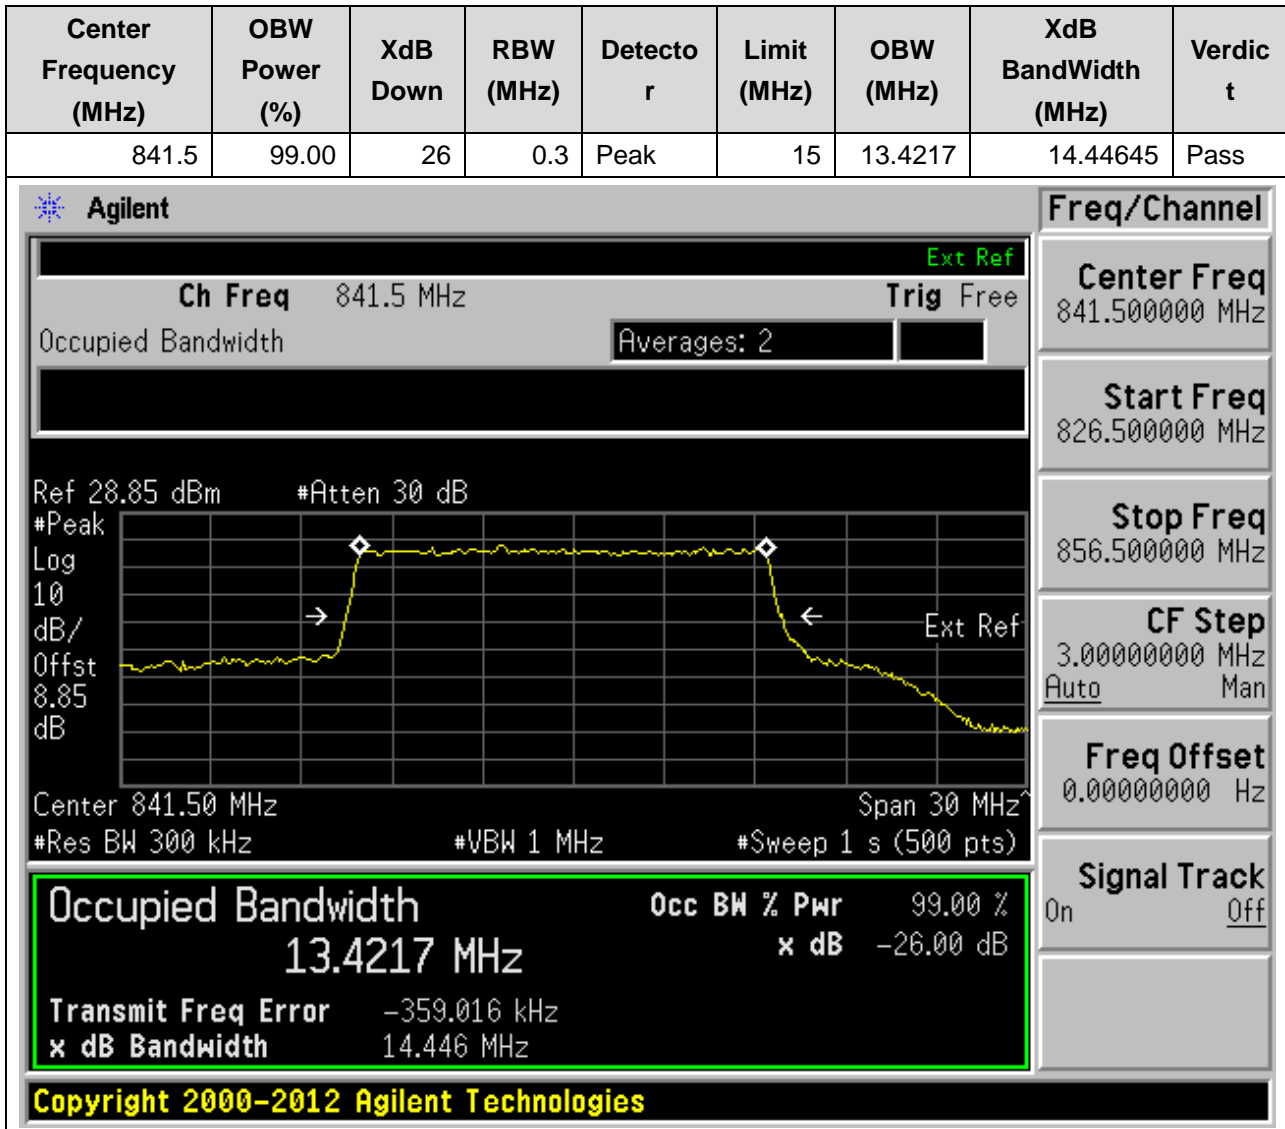 Center Frequency (MHz) OBW Power (%) XdB Down RBW (MHz) Detecto r Limit (MHz) OBW (MHz) XdB BandWidth (MHz) Verdic t
841.5 99.00 26 0.3 Peak 15 13.4217 14.44645 Pass
Agilent
Freq/Channel
Ext Ref
Ch Freq 841.5 MHz Trig Free
Occupied Bandwidth Averages: 2
Ref 28.85 dBm #Atten 30 dB
#Peak
Log
10
dB/
Offst
8.85
dB
Ext Ref
Center 841.50 MHz Span 30 MHz^
#Res BW 300 kHz #VBW 1 MHz #Sweep 1 s (500 pts)
Occupied Bandwidth Occ BW % Pwr 99.00 %
13.4217 MHz x dB -26.00 dB
Transmit Freq Error -359.016 kHz
x dB Bandwidth 14.446 MHz
Copyright 2000-2012 Agilent Technologies
Center Freq
841.500000 MHz
Start Freq
826.500000 MHz
Stop Freq
856.500000 MHz
CF Step
3.00000000 MHz
Auto Man
Freq Offset
0.00000000 Hz
Signal Track
On Off